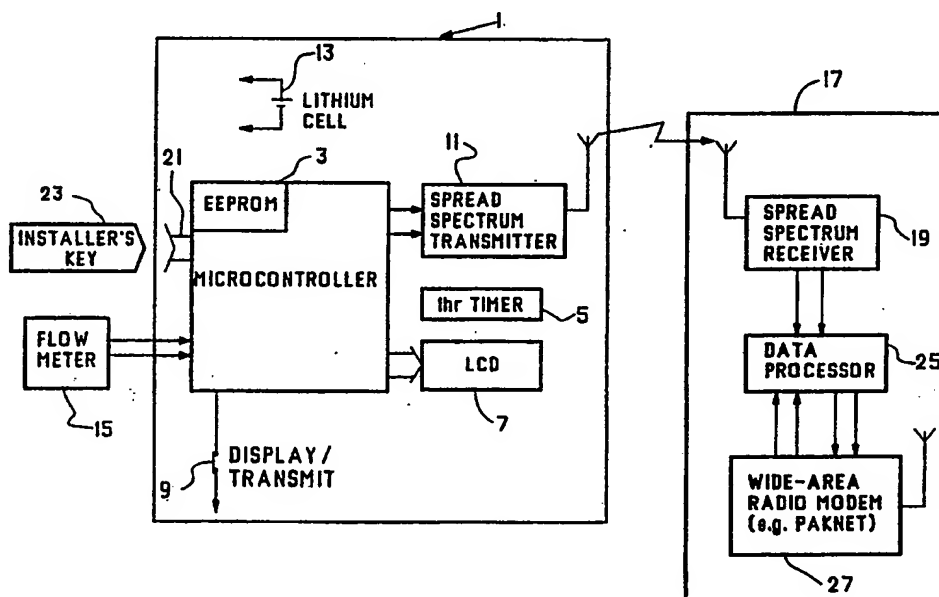 1
13
LITHIUM
CELL
17
3
11
21
23
EEPROM
SPREAD
SPECTRUM
TRANSMITTER
INSTALLER'S
KEY
MICROCONTROLLER
SPREAD
SPECTRUM
RECEIVER
19
1hr TIMER
5
FLOW
METER
15
LCD
7
DATA
PROCESSOR
25
9
DISPLAY/
TRANSMIT
WIDE-AREA
RADIO MODEM
(e.g. PAKNET)
27